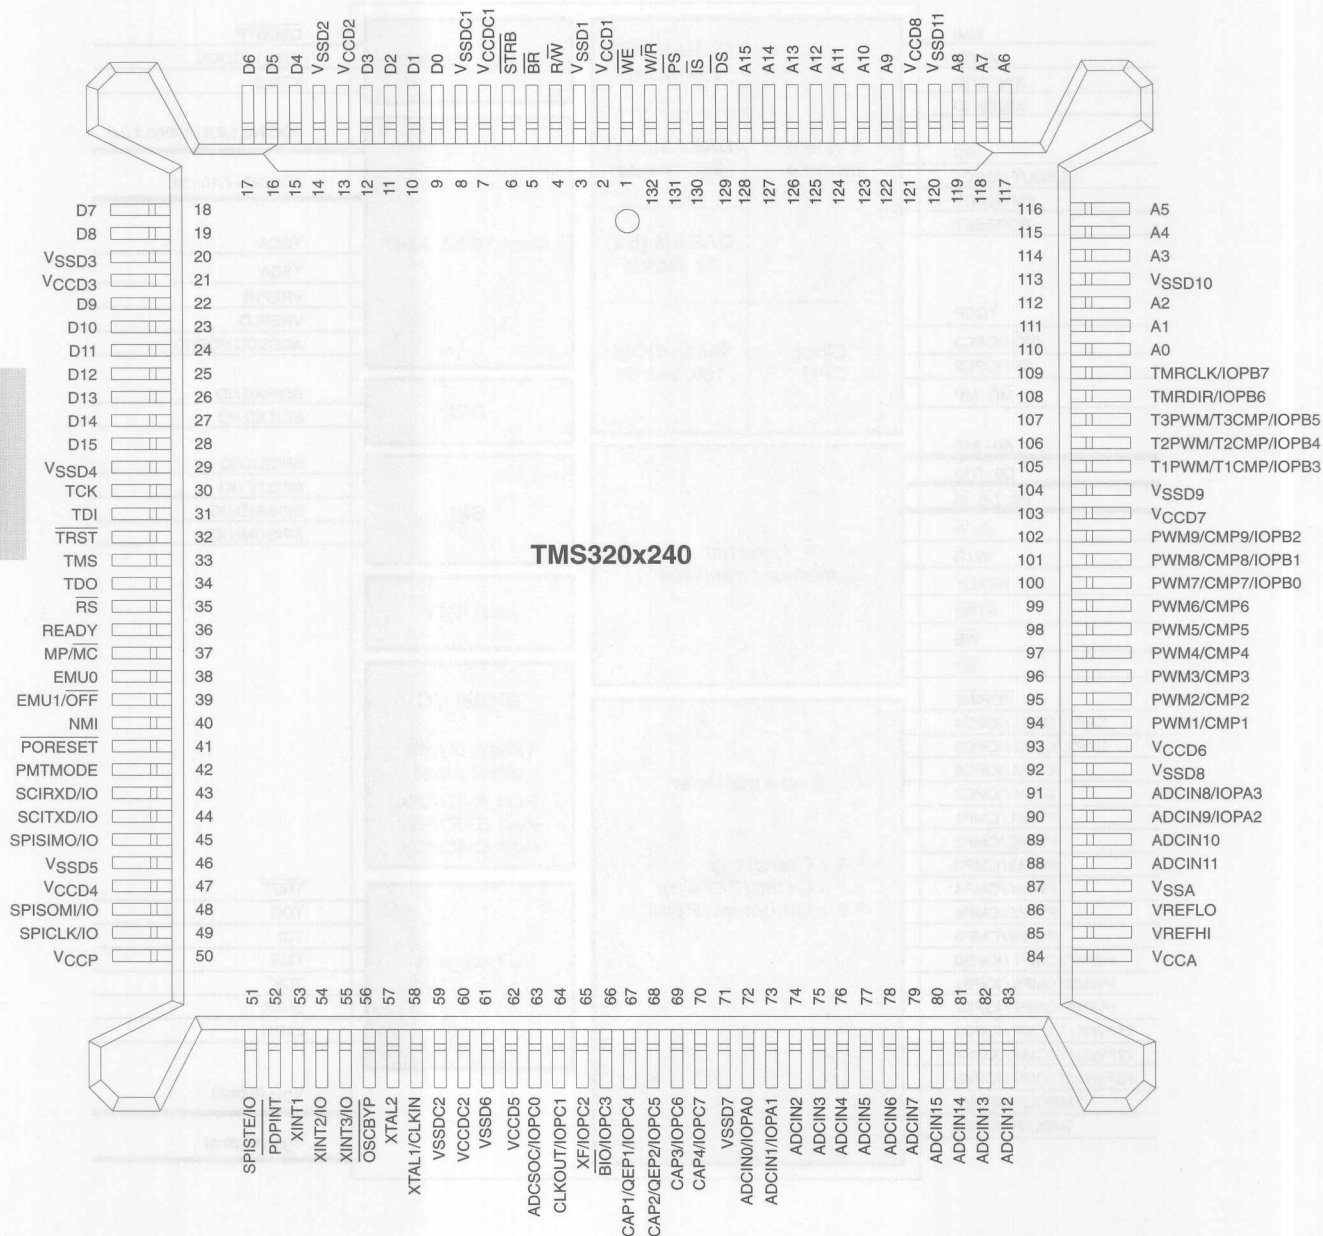 D6 D5 D4 VSSD2 VCCD2 D3 D2 D1 D0 VSSDC1 VCCDC1 STRB BR R/W VSSD1 VCCD1 WE W/R PS IS DS A15 A14 A13 A12 A11 A10 A9 VCCD8 VSSD11 A8 A7 A6
17 16 15 14 13 12 11 10 9 8 7 6 5 4 3 2 1 132 131 130 129 128 127 126 125 124 123 122 121 120 119 118 117
D7 18 116 A5
D8 19 115 A4
VSSD3 20 114 A3
VCCD3 21 113 VSSD10
D9 22 112 A2
D10 23 111 A1
D11 24 110 A0
D12 25 109 TMRCLK/IOPB7
D13 26 108 TMRDIR/IOPB6
D14 27 107 T3PWM/T3CMP/IOPB5
D15 28 106 T2PWM/T2CMP/IOPB4
VSSD4 29 105 T1PWM/T1CMP/IOPB3
TCK 30 104 VSSD9
TDI 31 103 VCCD7
TRST 32 102 PWM9/CMP9/IOPB2
TMS 33 TMS320x240 101 PWM8/CMP8/IOPB1
TDO 34 100 PWM7/CMP7/IOPB0
RS 35 99 PWM6/CMP6
READY 36 98 PWM5/CMP5
MP/MC 37 97 PWM4/CMP4
EMU0 38 96 PWM3/CMP3
EMU1/OFF 39 95 PWM2/CMP2
NMI 40 94 PWM1/CMP1
PORESET 41 93 VCCD6
PMTMODE 42 92 VSSD8
SCIRXD/IO 43 91 ADCIN8/IOPA3
SCITXD/IO 44 90 ADCIN9/IOPA2
SPISIMO/IO 45 89 ADCIN10
VSSD5 46 88 ADCIN11
VCCD4 47 87 VSSA
SPISOMI/IO 48 86 VREFLO
SPICLK/IO 49 85 VREFHI
VCCP 50 84 VCCA
51 52 53 54 55 56 57 58 59 60 61 62 63 64 65 66 67 68 69 70 71 72 73 74 75 76 77 78 79 80 81 82 83
SPISTE/IO PDPINT XINT1 XINT2/IO XINT3/IO OSCBYP XTAL2 XTAL1/CLKIN VSSDC2 VCCDC2 VSSD6 VCCD5 ADCSOC/IOPC0 CLKOUT/IOPC1 XF/IOPC2 BIO/IOPC3 CAP1/QEP1/IOPC4 CAP2/QEP2/IOPC5 CAP3/IOPC6 CAP4/IOPC7 VSSD7 ADCIN0/IOPA0 ADCIN1/IOPA1 ADCIN2 ADCIN3 ADCIN4 ADCIN5 ADCIN6 ADCIN7 ADCIN15 ADCIN14 ADCIN13 ADCIN12